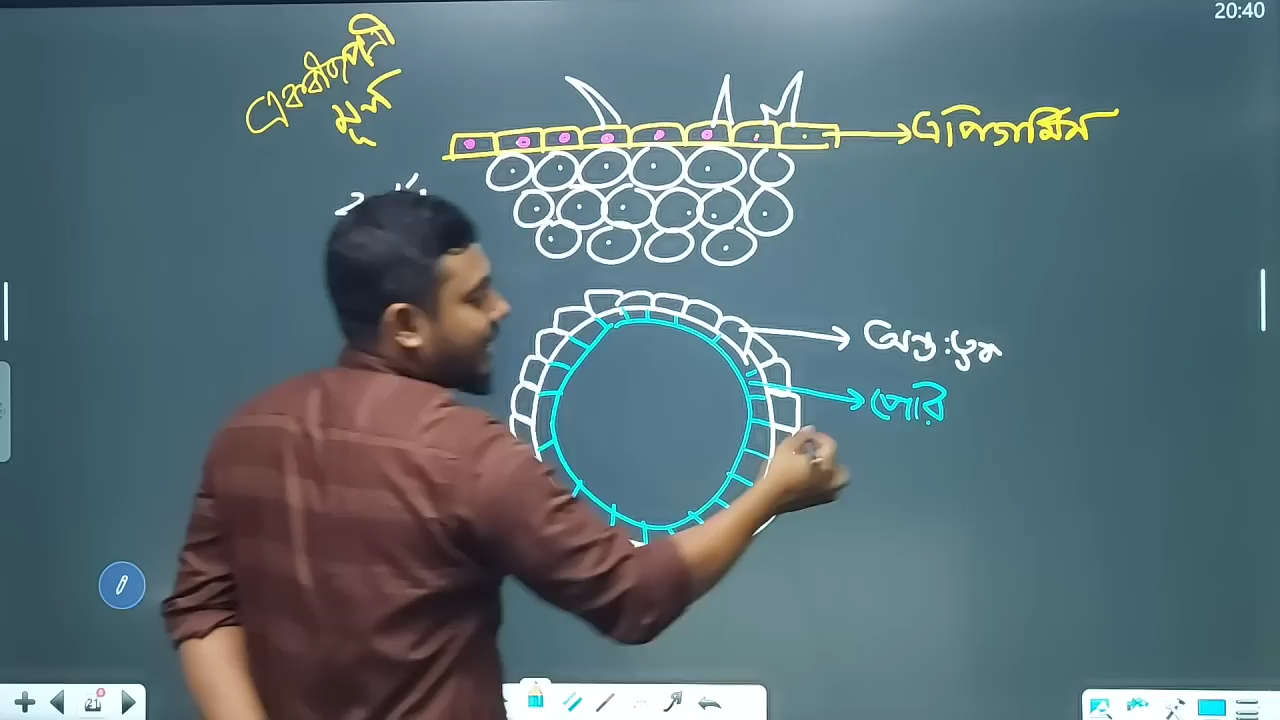 20:40
একবীজপত্রী
মূল
এপিডার্মিস
অন্তঃত্বক
পেরি
21